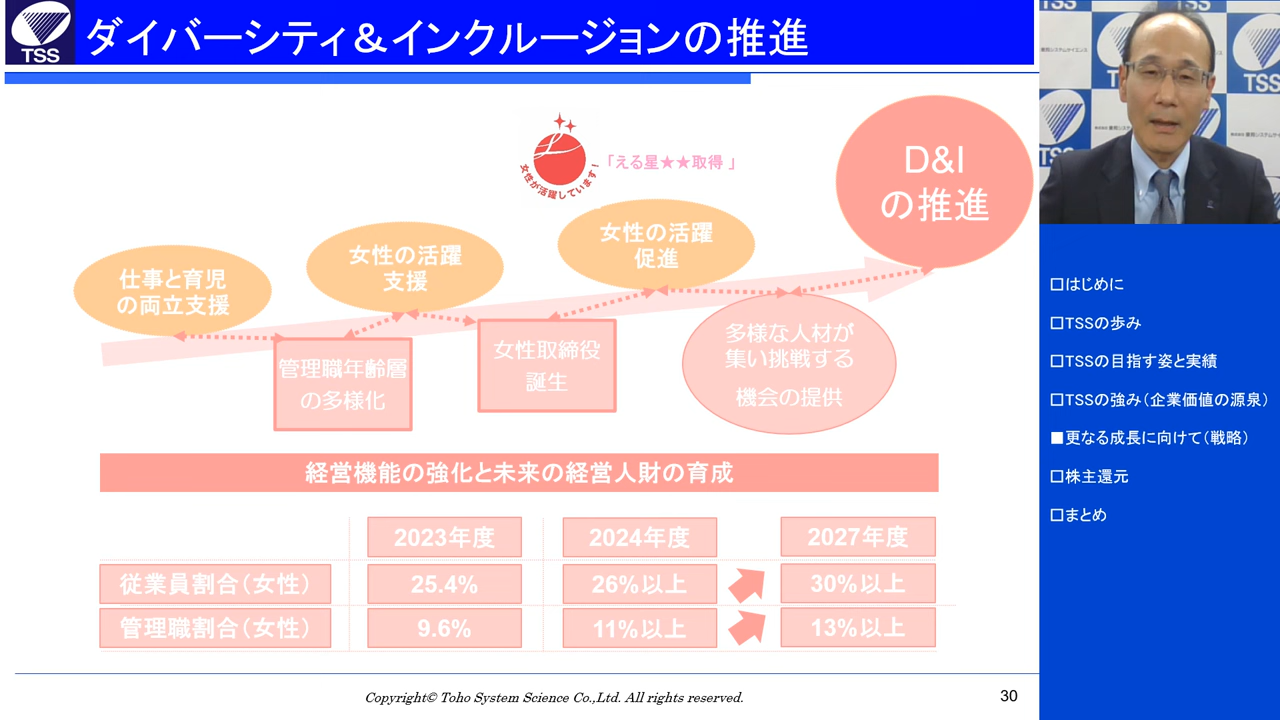 TSS
ダイバーシティ＆インクルージョンの推進
女性が活躍しています！
「える星★★取得 」
D&I
の推進
仕事と育児
の両立支援
女性の活躍
支援
女性の活躍
促進
管理職年齢層
の多様化
女性取締役
誕生
多様な人材が
集い挑戦する
機会の提供
経営機能の強化と未来の経営人財の育成
2023年度
2024年度
2027年度
従業員割合（女性）
25.4%
26%以上
30%以上
管理職割合（女性）
9.6%
11%以上
13%以上
Copyright© Toho System Science Co.,Ltd. All rights reserved.
30
TSS
TSS
TSS
TSS
□はじめに
□TSSの歩み
□TSSの目指す姿と実績
□TSSの強み（企業価値の源泉）
■更なる成長に向けて（戦略）
□株主還元
□まとめ